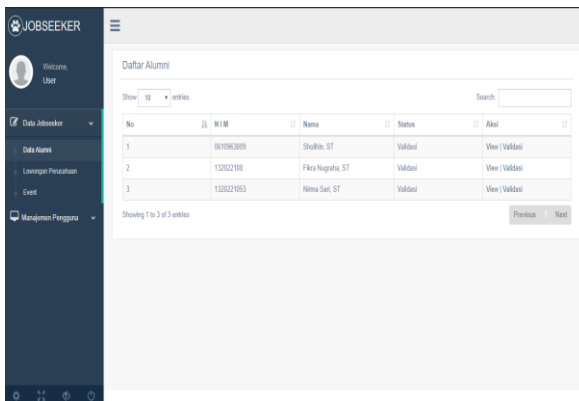 JOBSEEKER
Welcome,
User
Data Jobseeker
Data Alumni
Lowongan Perusahaan
Event
Manajemen Pengguna
Daftar Alumni
Show 10 entries
Search:
No N I M Nama Status Aksi
1 0610963009 Sholihin, ST Validasi View | Validasi
2 132022100 Fikra Nugraha, ST Validasi View | Validasi
3 1320221053 Nirma Sari, ST Validasi View | Validasi
Showing 1 to 3 of 3 entries
Previous Next